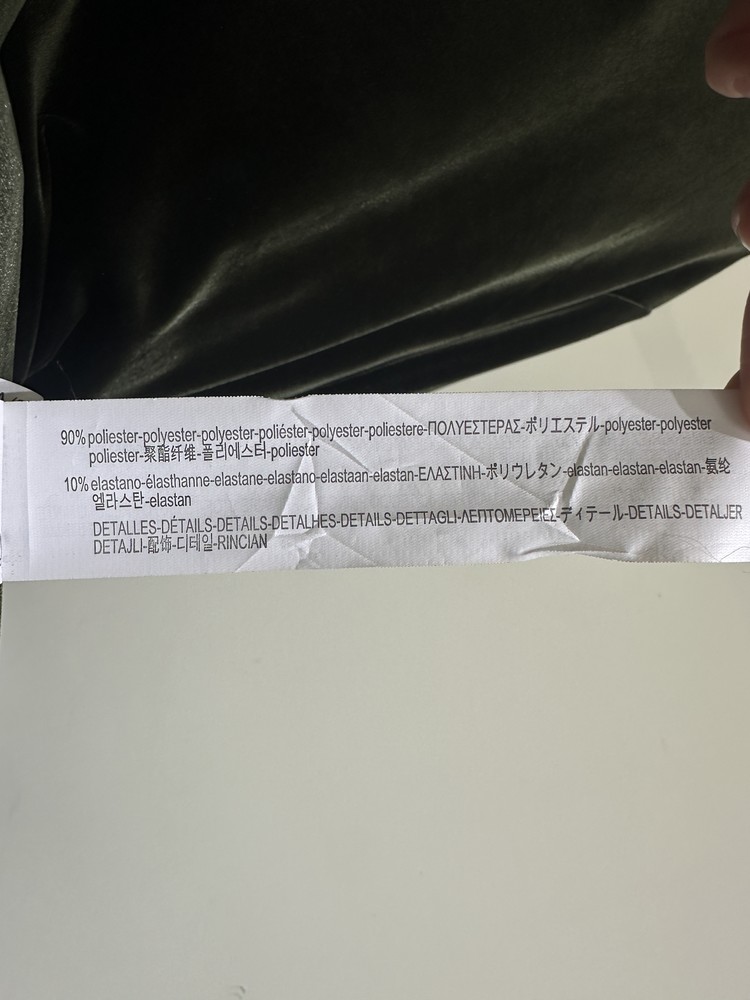 90% poliester-polyester-polyester-poliéster-polyester-poliestere-ΠΟΛΥΕΣΤΕΡΑΣ-ポリエステル-polyester-polyester
poliester-聚酯纤维-폴리에스터-poliester
10% elastano-élasthanne-elastane-elastano-elastaan-elastan-ΕΛΑΣΤΙΝΗ-ポリウレタン-elastan-elastan-elastan-氨纶
엘라스탄-elastan
DETALLES-DÉTAILS-DETAILS-DETALHES-DETAILS-DETTAGLI-ΛΕΠΤΟΜΕΡΕΙΕΣ-ディテール-DETAILS-DETALJER
DETAJLI-配饰-디테일-RINCIAN